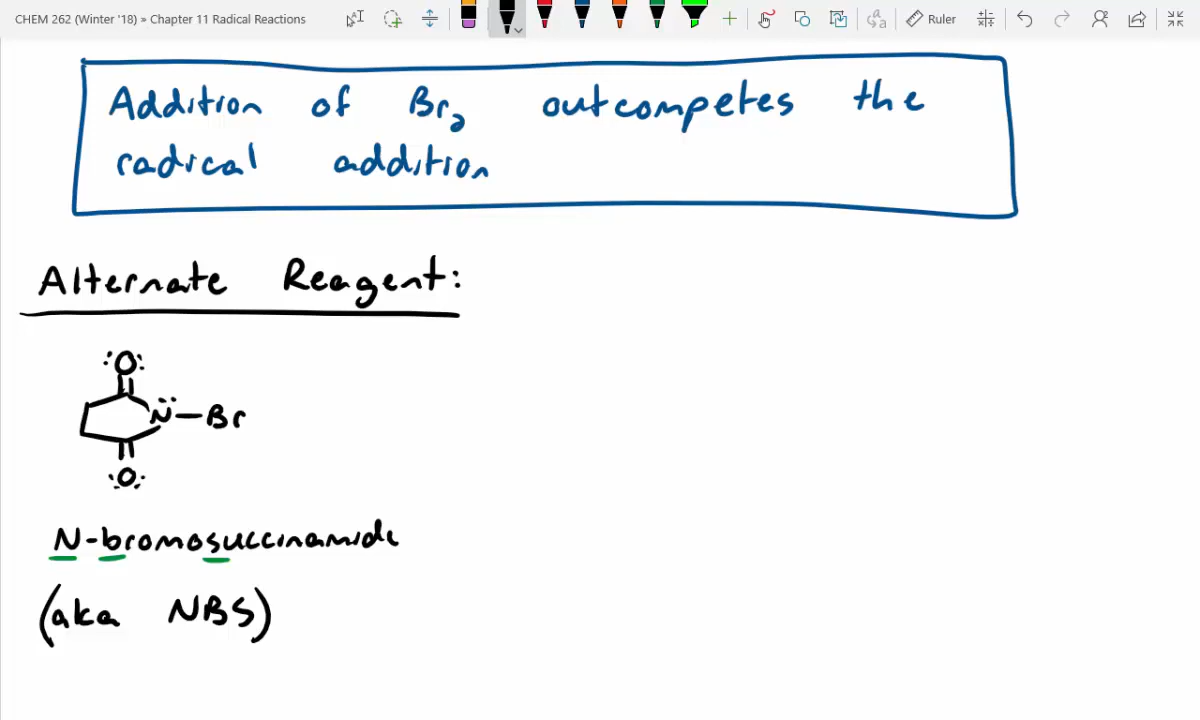 CHEM 262 (Winter '18) » Chapter 11 Radical Reactions
Ruler
Addition of Br₂ outcompetes the
radical addition
Alternate Reagent:
:O:
N̈-Br
:O:
N-bromosuccinamide
(aka NBS)